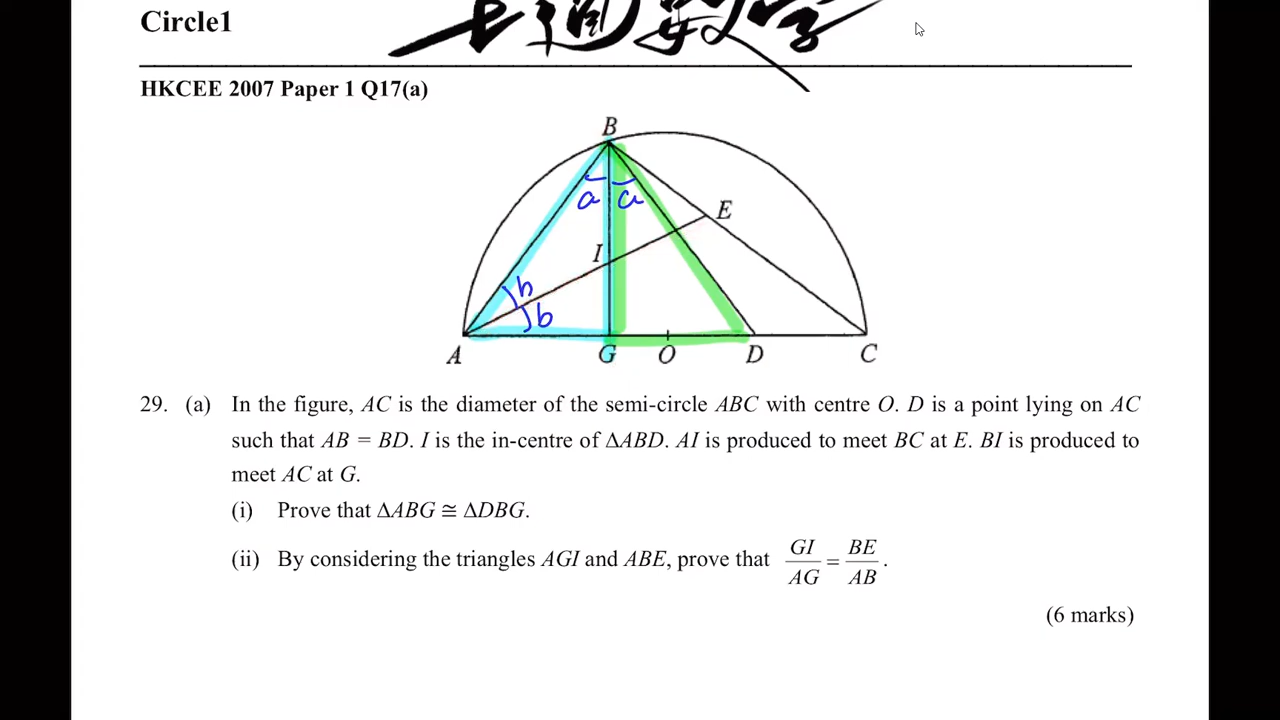 Circle1
數学
HKCEE 2007 Paper 1 Q17(a)
B
a a
E
I
b
b
A G O D C
29. (a) In the figure, AC is the diameter of the semi-circle ABC with centre O. D is a point lying on AC
such that AB = BD. I is the in-centre of ΔABD. AI is produced to meet BC at E. BI is produced to
meet AC at G.
(i) Prove that ΔABG ≅ ΔDBG.
(ii) By considering the triangles AGI and ABE, prove that GI/AG = BE/AB.
(6 marks)